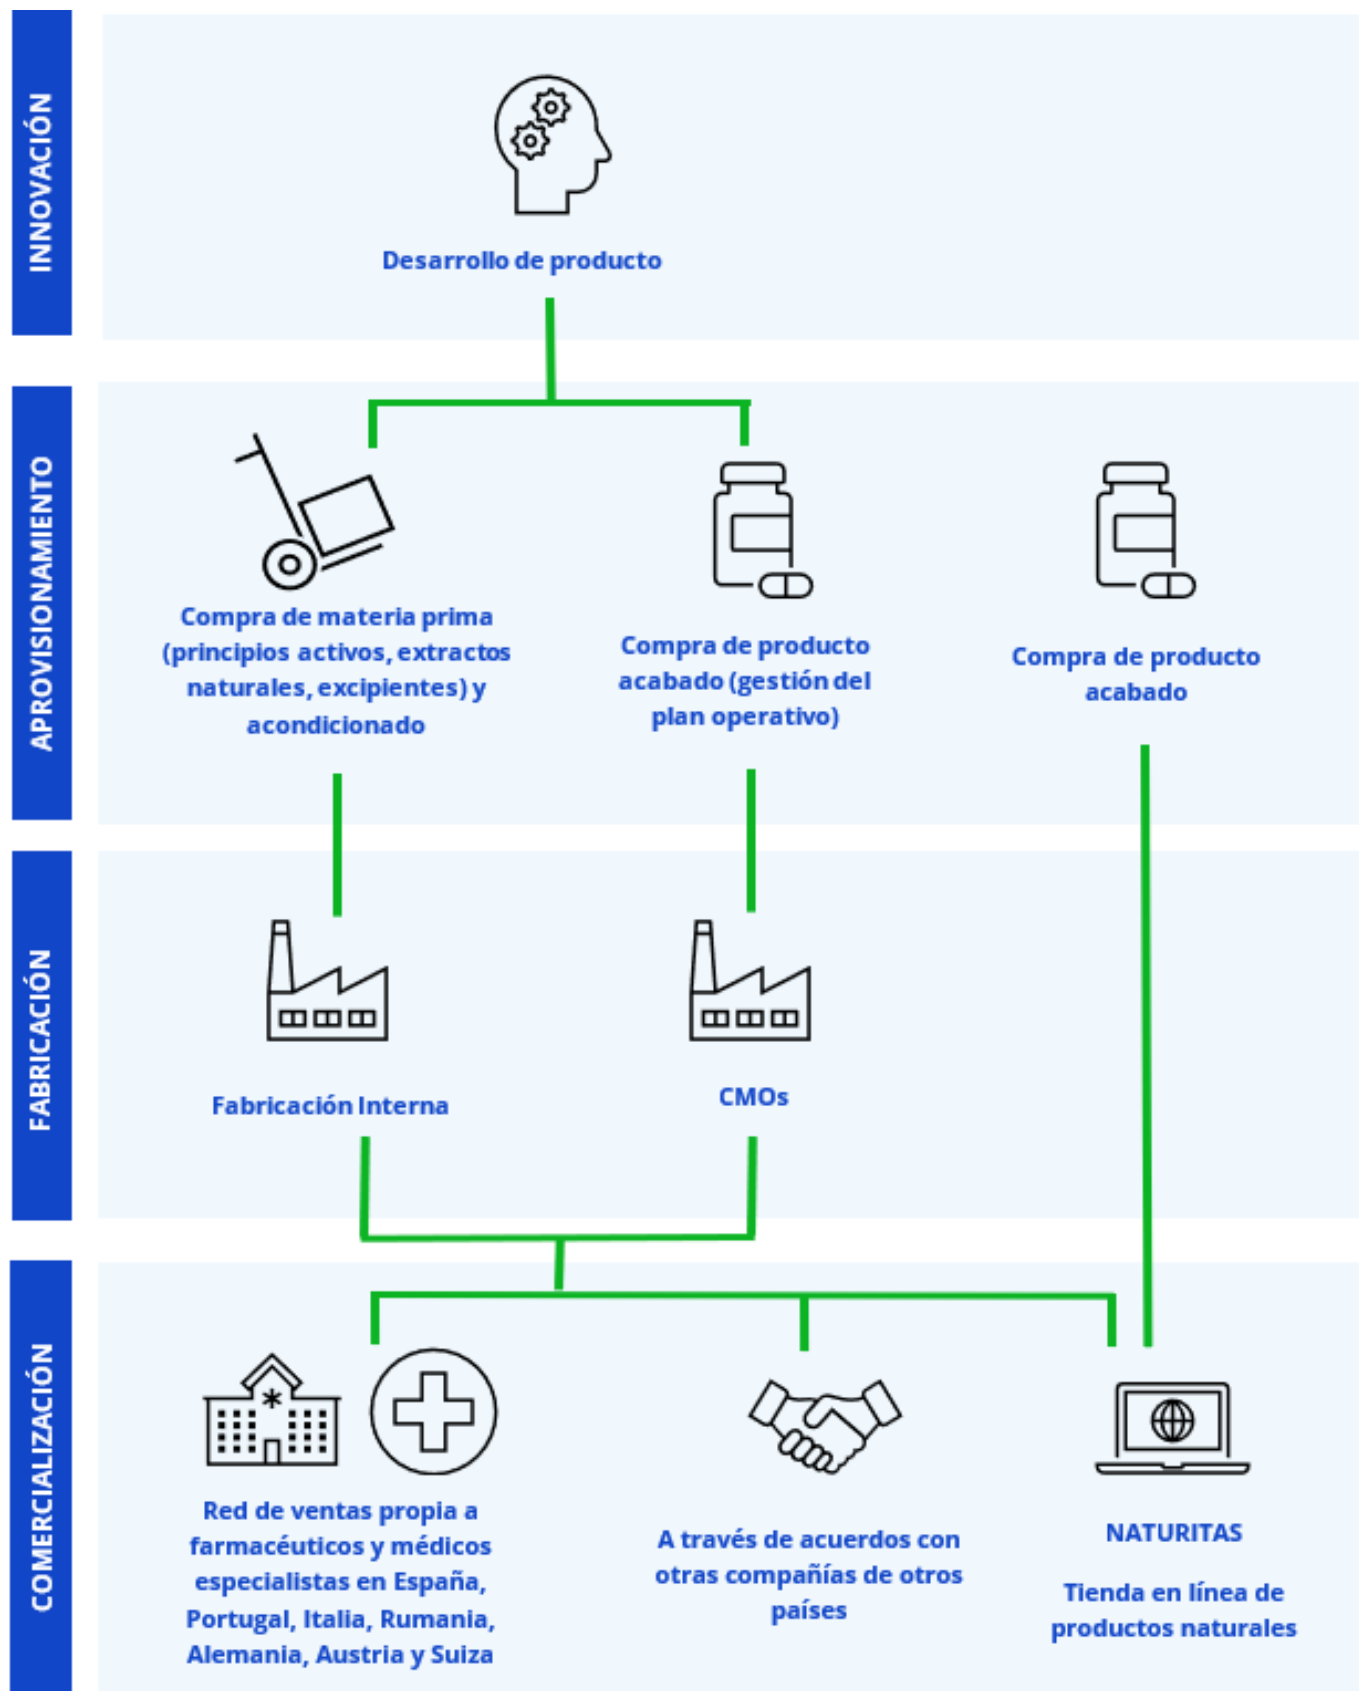 INNOVACIÓN
Desarrollo de producto
APROVISIONAMIENTO
Compra de materia prima
(principios activos, extractos
naturales, excipientes) y
acondicionado
Compra de producto
acabado (gestión del
plan operativo)
Compra de producto
acabado
FABRICACIÓN
Fabricación Interna
CMOs
COMERCIALIZACIÓN
Red de ventas propia a
farmacéuticos y médicos
especialistas en España,
Portugal, Italia, Rumania,
Alemania, Austria y Suiza
A través de acuerdos con
otras compañías de otros
países
NATURITAS
Tienda en línea de
productos naturales